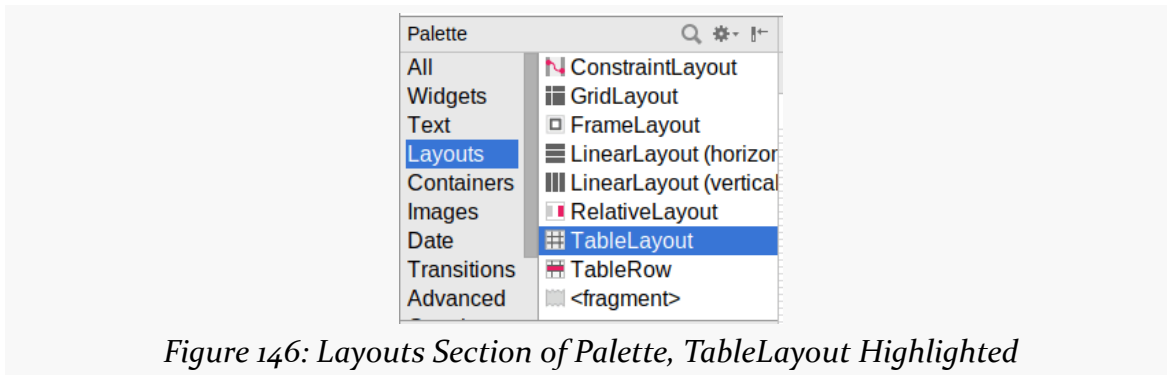 Palette
All
Widgets
Text
Layouts
Containers
Images
Date
Transitions
Advanced
ConstraintLayout
GridLayout
FrameLayout
LinearLayout (horizor
LinearLayout (vertical
RelativeLayout
TableLayout
TableRow
<fragment>
Figure 146: Layouts Section of Palette, TableLayout Highlighted